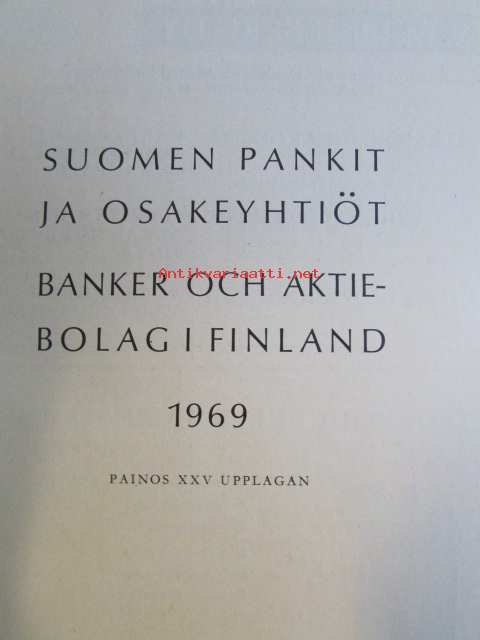 SUOMEN PANKIT
JA OSAKEYHTIÖT
Antikvariaatti.net
BANKER OCH AKTIE-
BOLAG I FINLAND
1969
PAINOS XXV UPPLAGAN